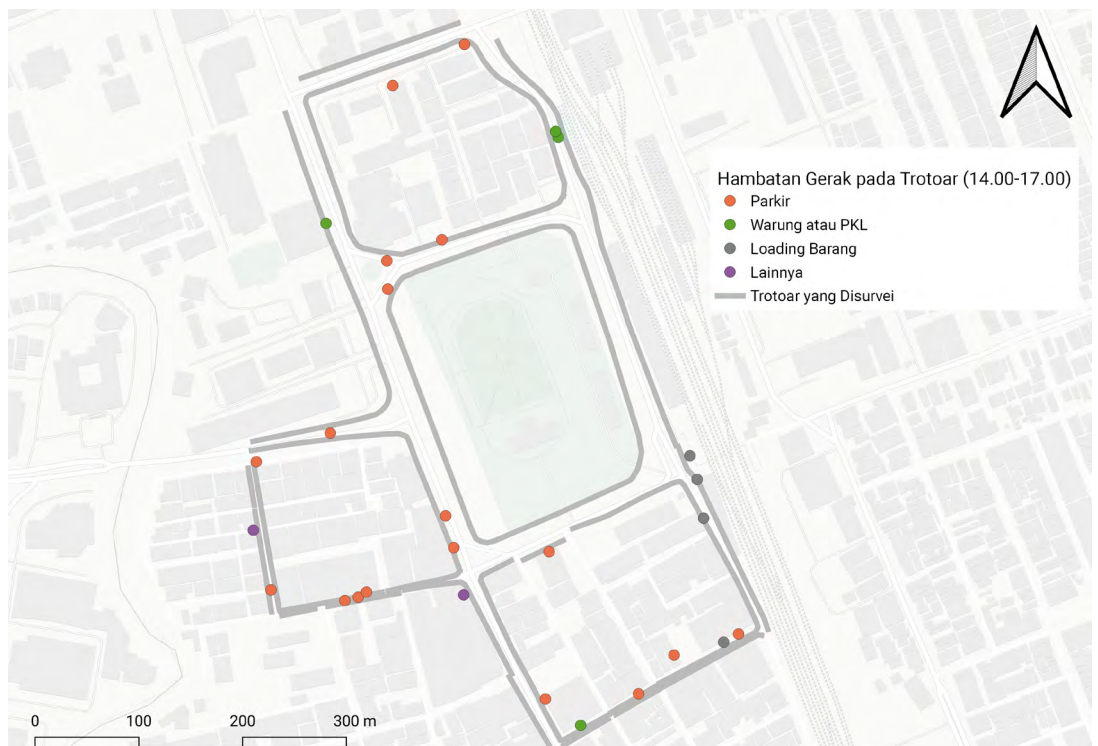 Hambatan Gerak pada Trotoar (14.00-17.00)
Parkir
Warung atau PKL
Loading Barang
Lainnya
Trotoar yang Disurvei
0 100 200 300 m